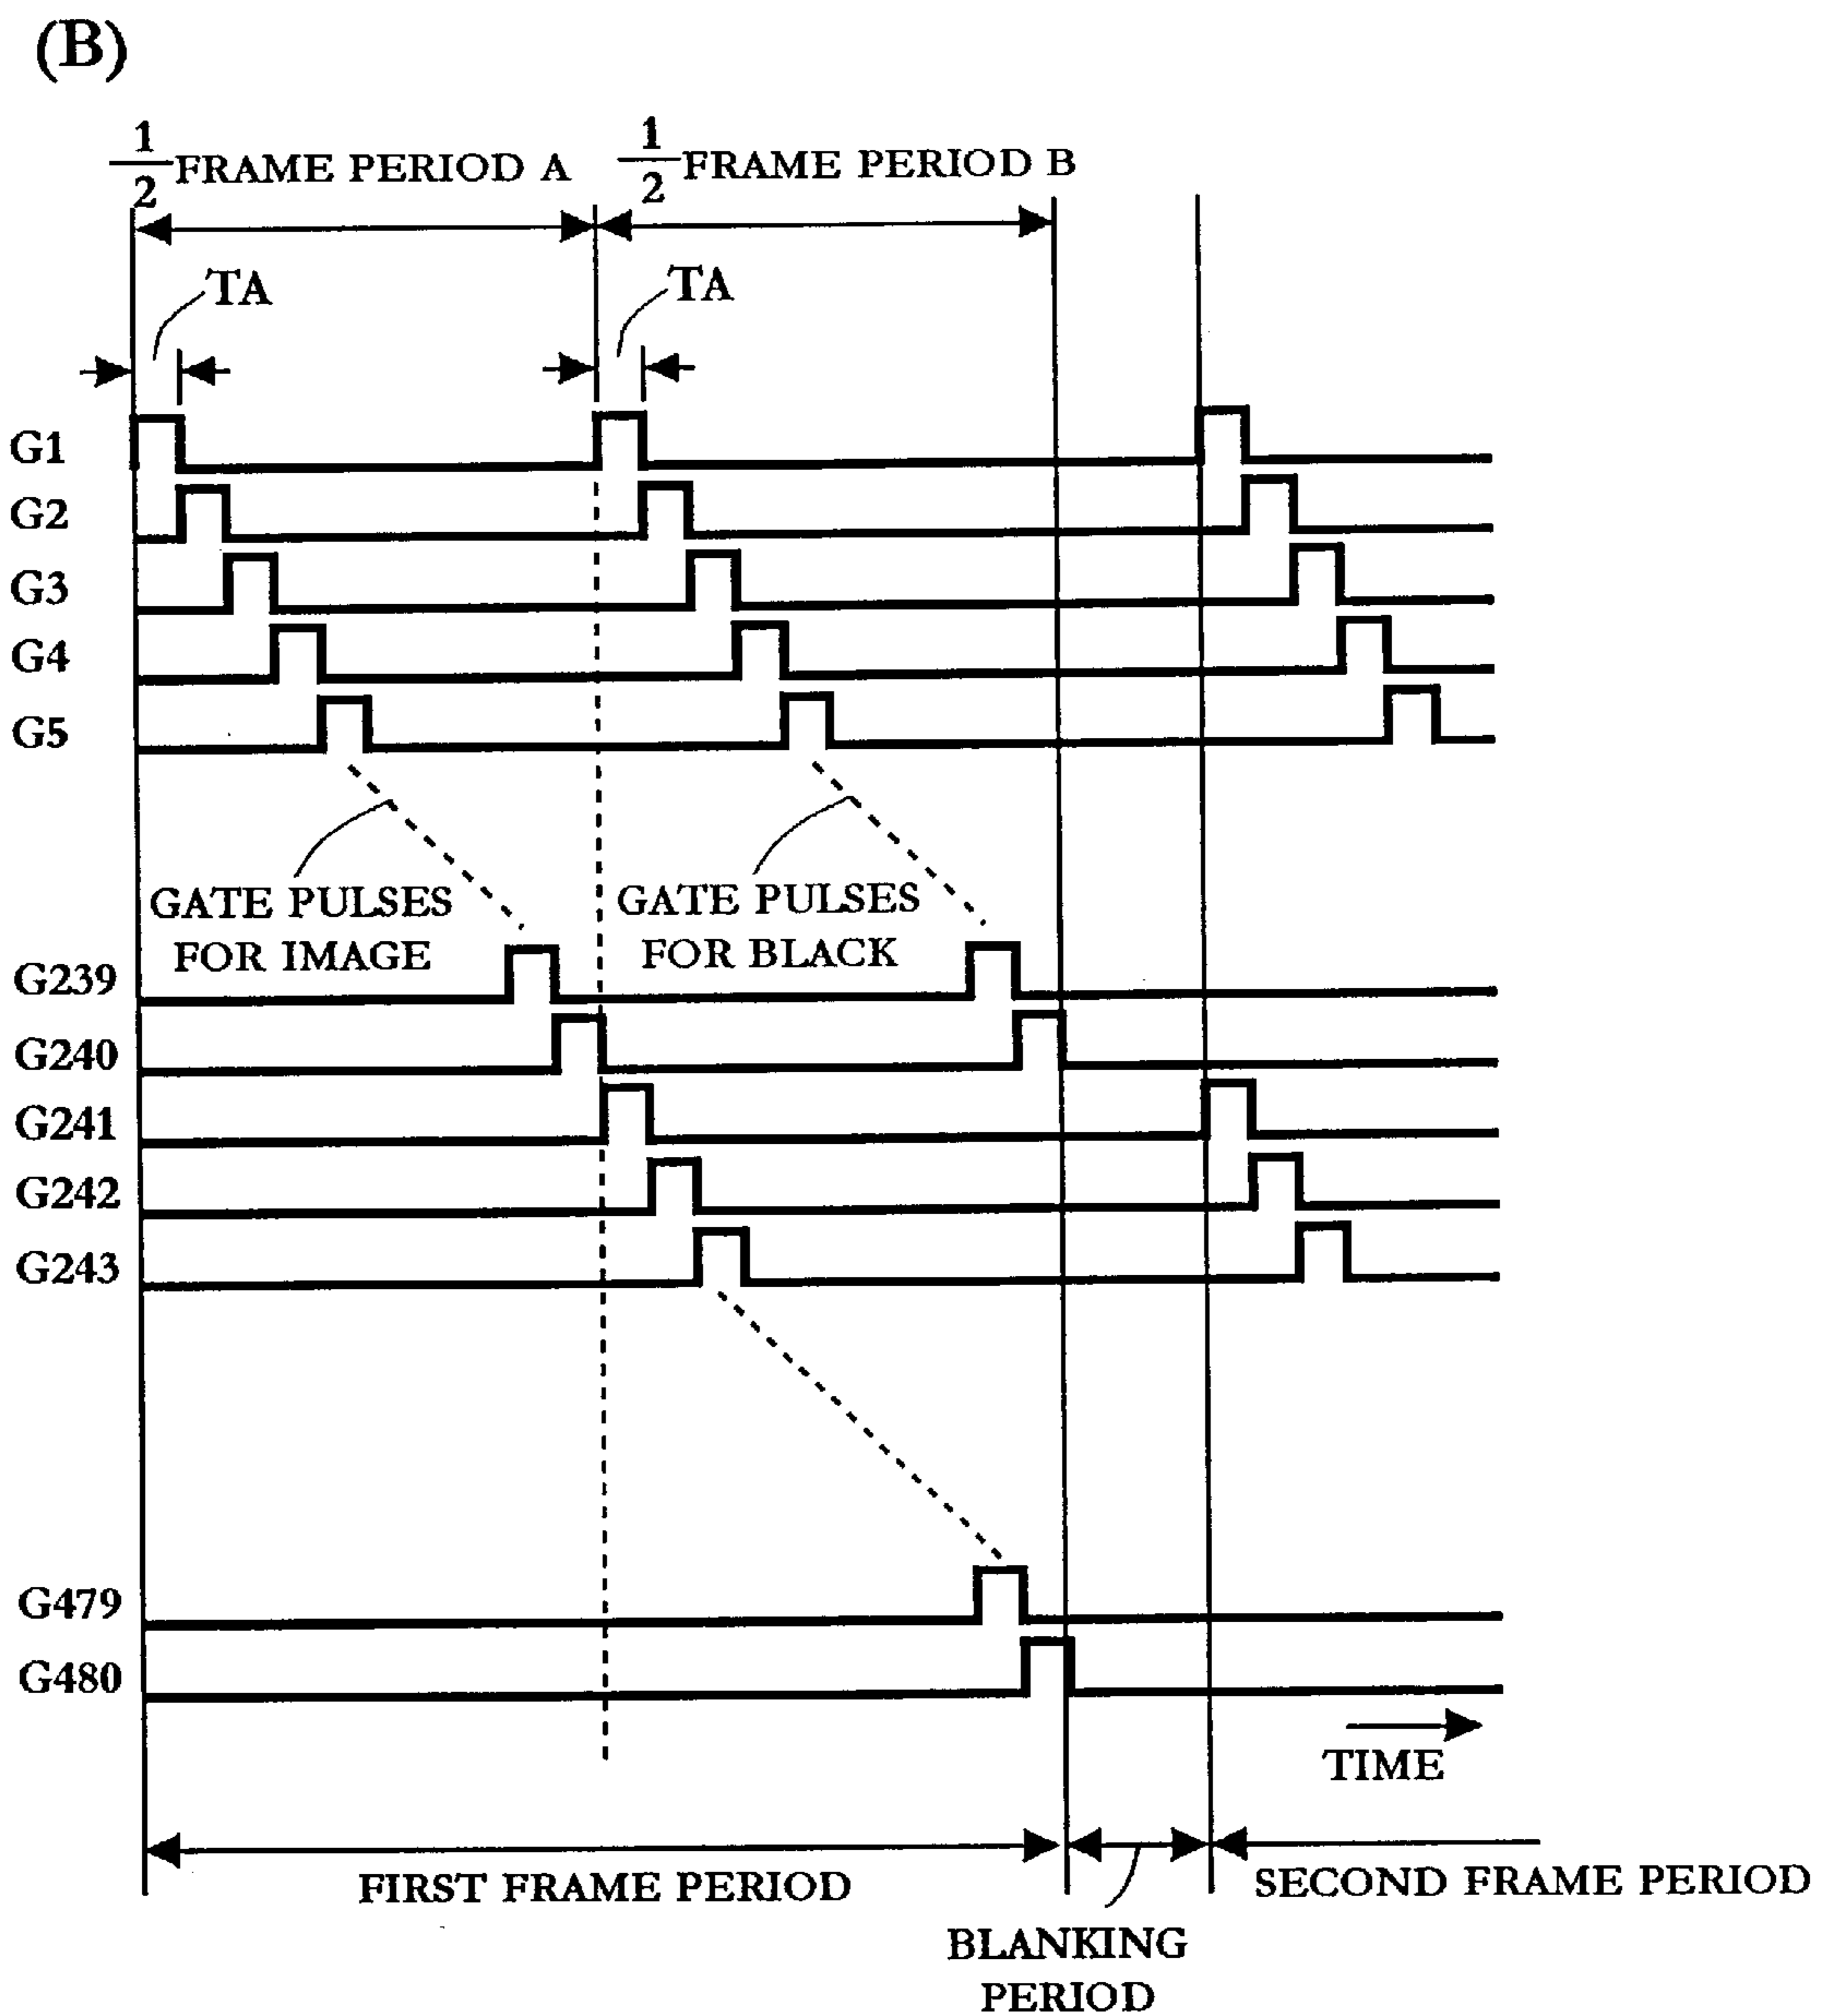 (B)
1/2 FRAME PERIOD A
1/2 FRAME PERIOD B
TA
TA
G1
G2
G3
G4
G5
GATE PULSES
FOR IMAGE
GATE PULSES
FOR BLACK
G239
G240
G241
G242
G243
G479
G480
TIME
FIRST FRAME PERIOD
SECOND FRAME PERIOD
BLANKING
PERIOD